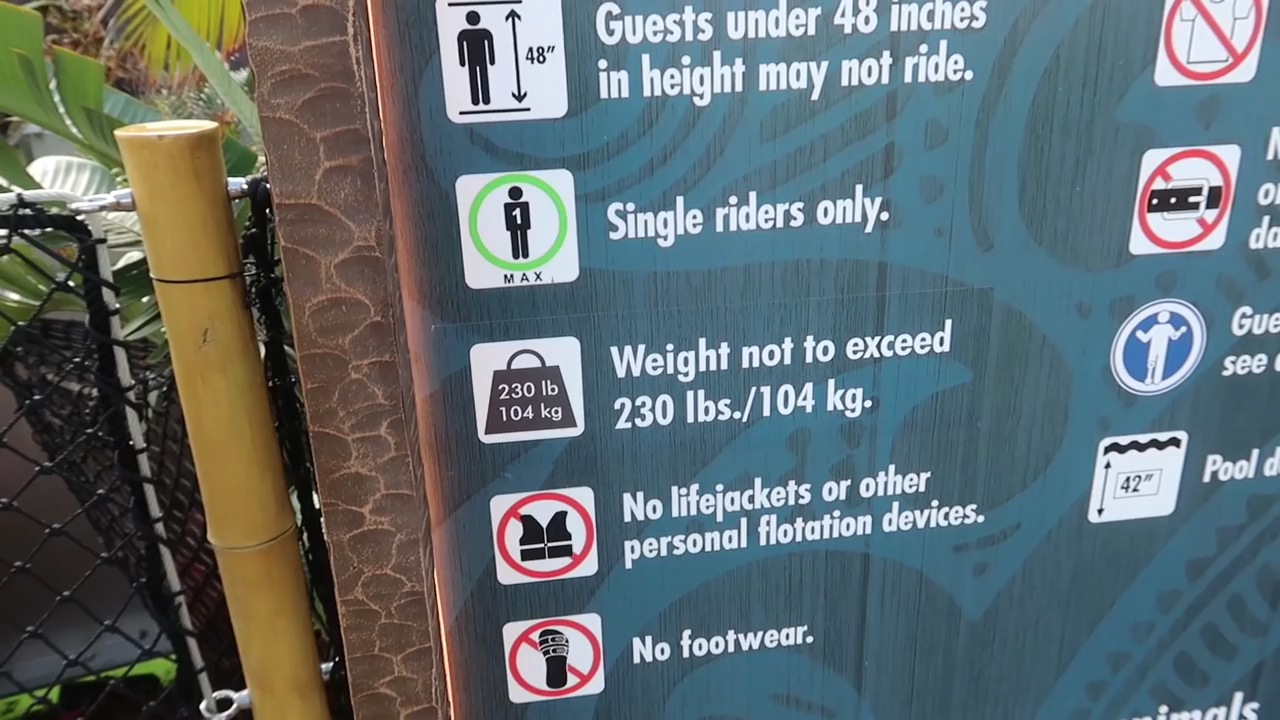 48”
Guests under 48 inches
in height may not ride.
1
MAX
Single riders only.
230 lb
104 kg
Weight not to exceed
230 lbs./104 kg.
No lifejackets or other
personal flotation devices.
No footwear.
Gue
see
42”
Pool d